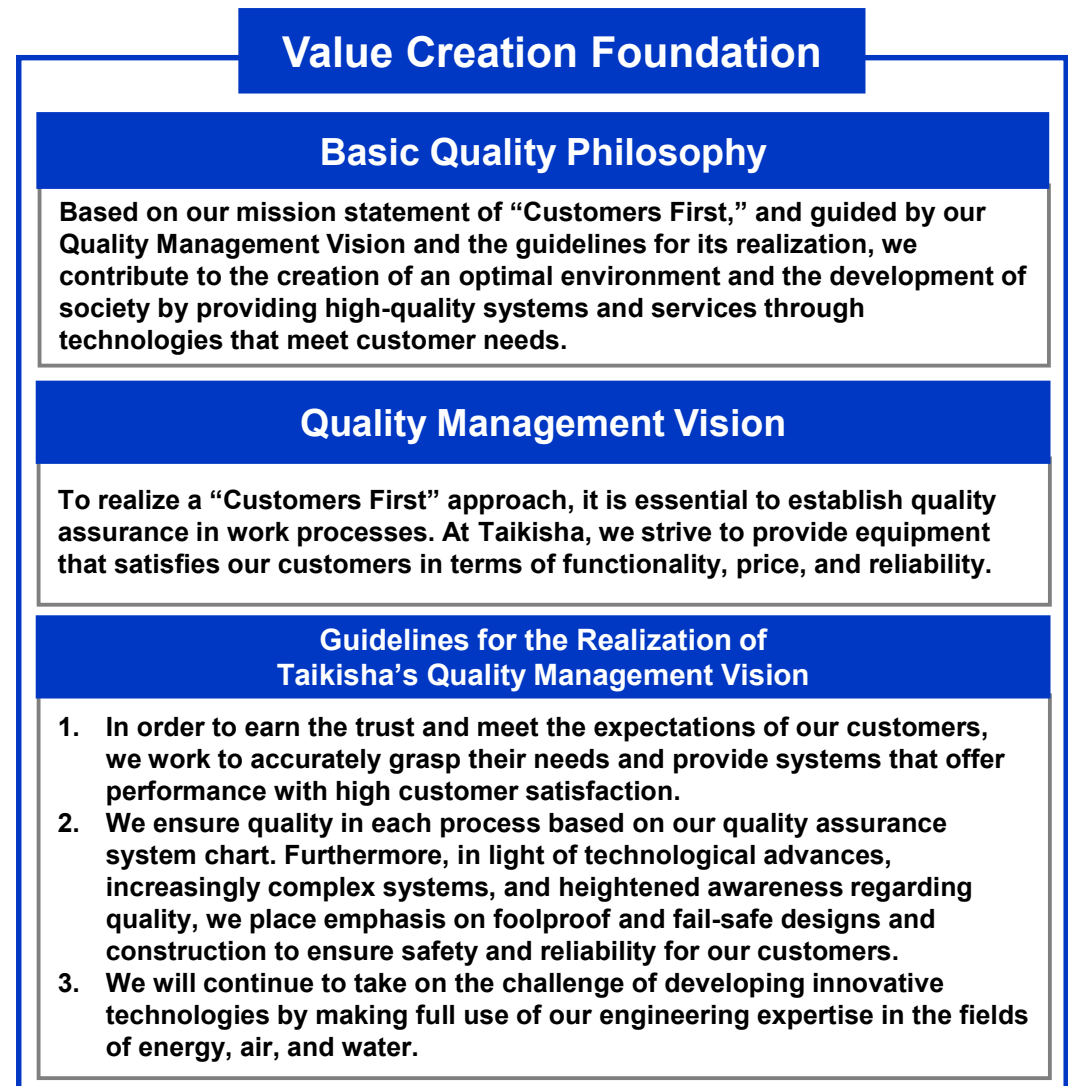 Value Creation Foundation
Basic Quality Philosophy
Based on our mission statement of “Customers First,” and guided by our
Quality Management Vision and the guidelines for its realization, we
contribute to the creation of an optimal environment and the development of
society by providing high-quality systems and services through
technologies that meet customer needs.
Quality Management Vision
To realize a “Customers First” approach, it is essential to establish quality
assurance in work processes. At Taikisha, we strive to provide equipment
that satisfies our customers in terms of functionality, price, and reliability.
Guidelines for the Realization of
Taikisha’s Quality Management Vision
1. In order to earn the trust and meet the expectations of our customers,
we work to accurately grasp their needs and provide systems that offer
performance with high customer satisfaction.
2. We ensure quality in each process based on our quality assurance
system chart. Furthermore, in light of technological advances,
increasingly complex systems, and heightened awareness regarding
quality, we place emphasis on foolproof and fail-safe designs and
construction to ensure safety and reliability for our customers.
3. We will continue to take on the challenge of developing innovative
technologies by making full use of our engineering expertise in the fields
of energy, air, and water.